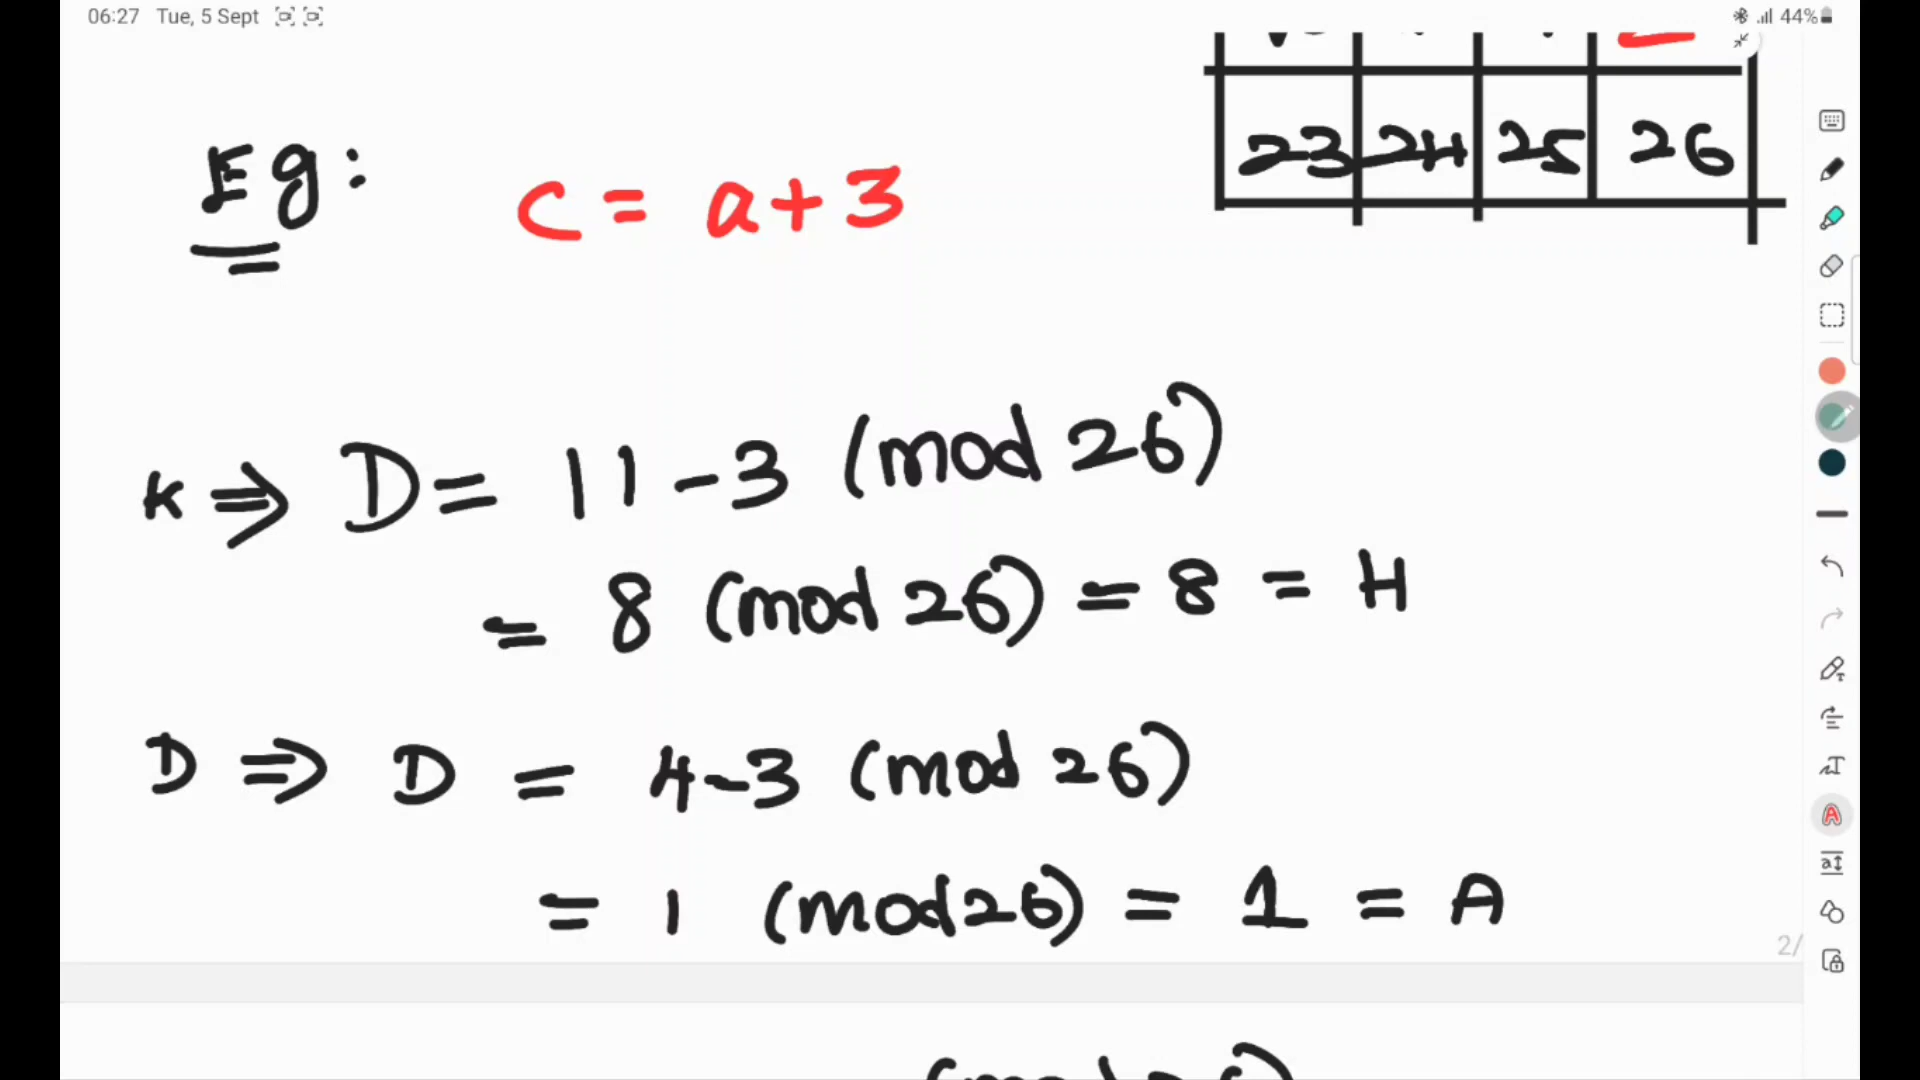 06:27 Tue, 5 Sept 44%
23 24 25 26
Eg: c = a+3
K ⇒ D = 11-3 (mod 26)
= 8 (mod 26) = 8 = H
D ⇒ D = 4-3 (mod 26)
= 1 (mod 26) = 1 = A
2/